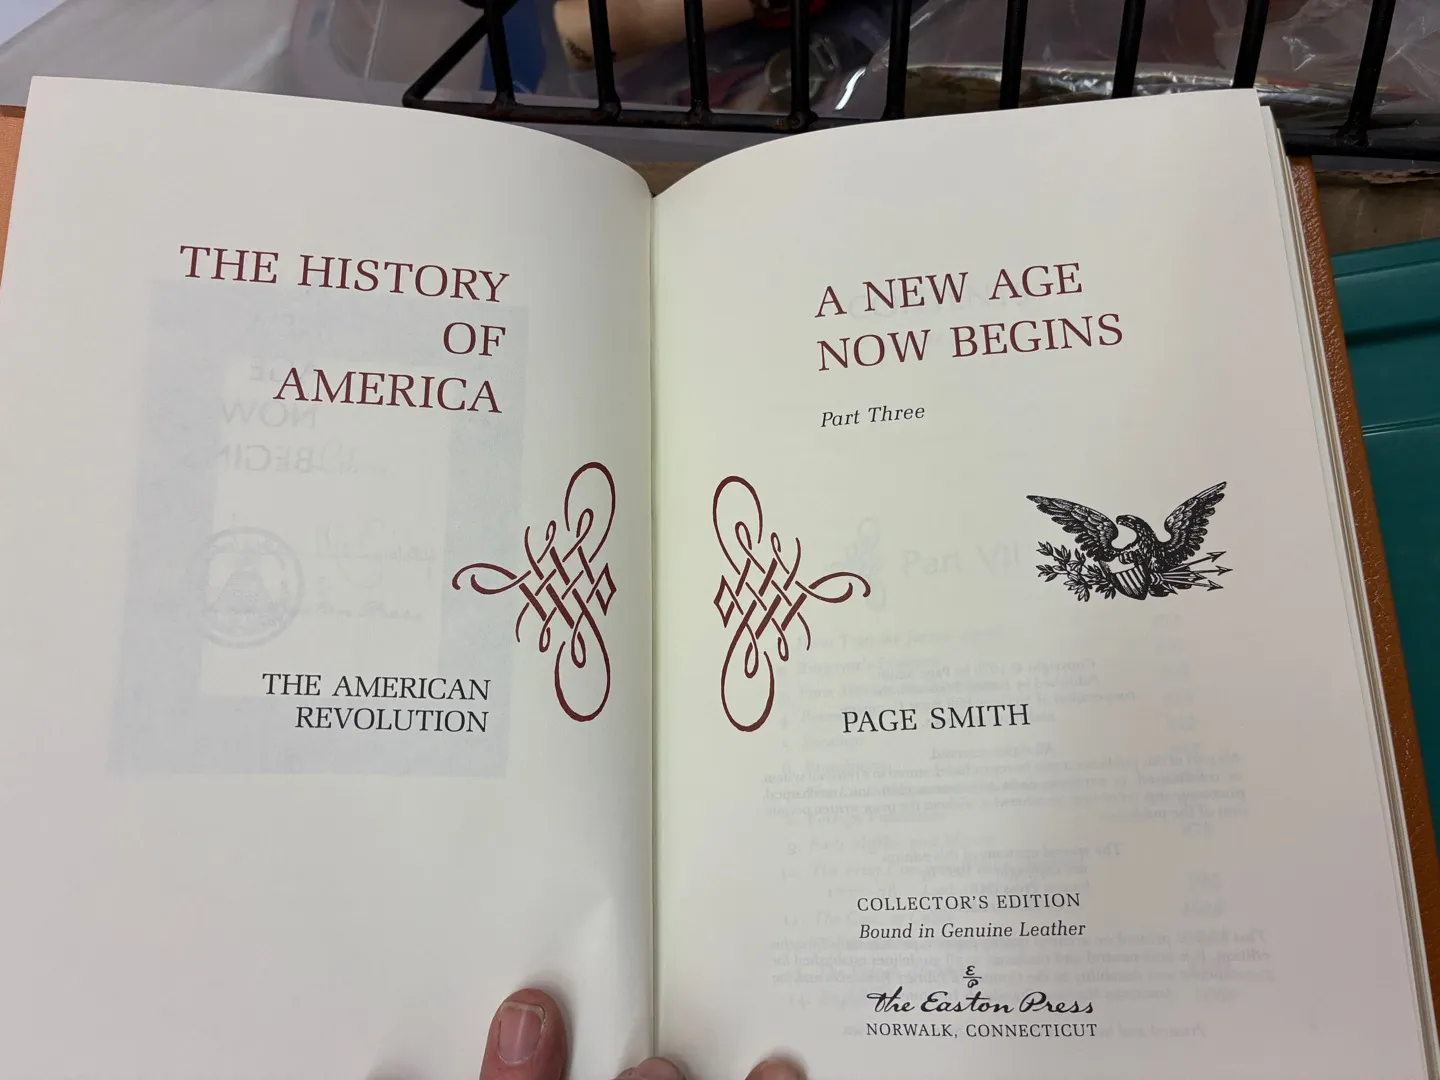 THE HISTORY
OF
AMERICA
THE AMERICAN
REVOLUTION
A NEW AGE
NOW BEGINS
Part Three
PAGE SMITH
COLLECTOR'S EDITION
Bound in Genuine Leather
The Easton Press
NORWALK, CONNECTICUT